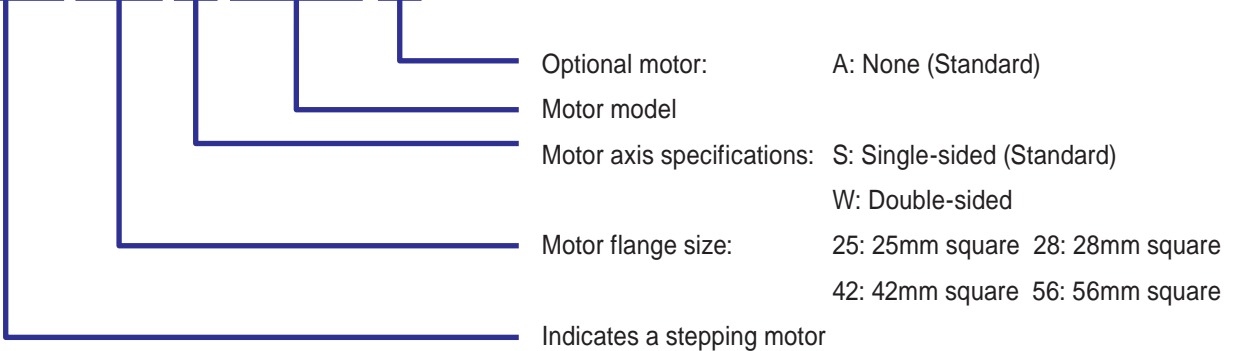 Optional motor: A: None (Standard)
Motor model
Motor axis specifications: S: Single-sided (Standard)
W: Double-sided
Motor flange size: 25: 25mm square 28: 28mm square
42: 42mm square 56: 56mm square
Indicates a stepping motor